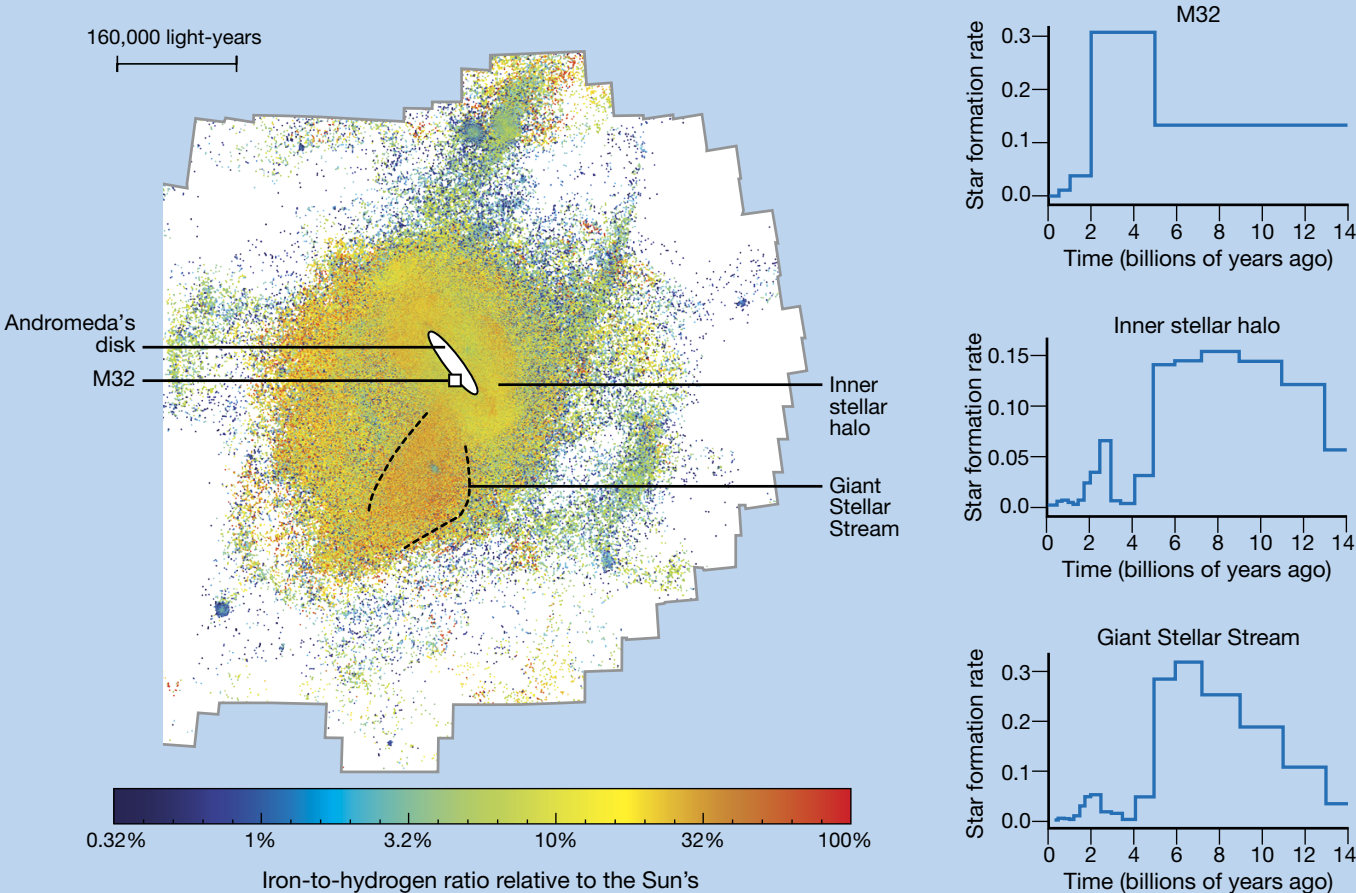 160,000 light-years
Andromeda's
disk
M32
Inner
stellar
halo
Giant
Stellar
Stream
0.32%
1%
3.2%
10%
32%
100%
Iron-to-hydrogen ratio relative to the Sun's
M32
Star formation rate
0.3
0.2
0.1
0.0
0 2 4 6 8 10 12 14
Time (billions of years ago)
Inner stellar halo
Star formation rate
0.15
0.10
0.05
0.0
0 2 4 6 8 10 12 14
Time (billions of years ago)
Giant Stellar Stream
Star formation rate
0.3
0.2
0.1
0.0
0 2 4 6 8 10 12 14
Time (billions of years ago)